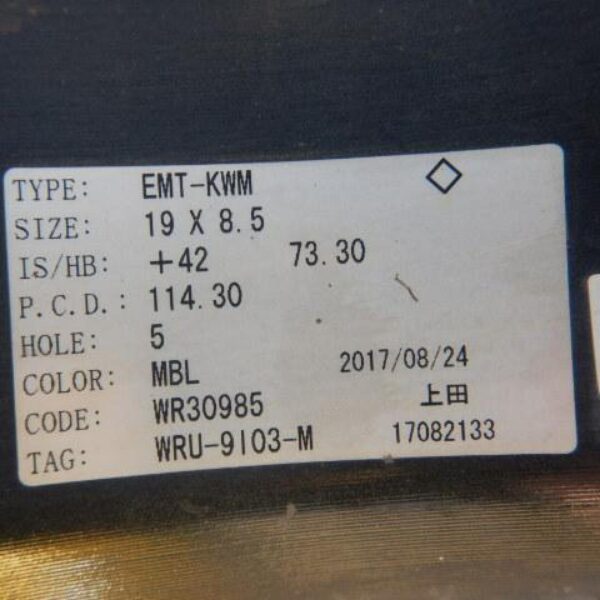 TYPE: EMT-KWM ◇
SIZE: 19 X 8.5
IS/HB: +42 73.30
P.C.D.: 114.30
HOLE: 5
COLOR: MBL 2017/08/24
CODE: WR30985 上田
TAG: WRU-9I03-M 17082133